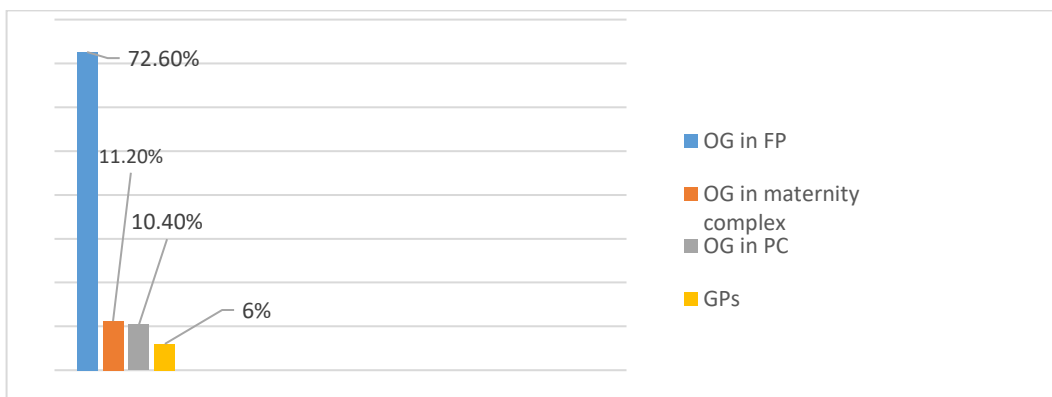 72.60%
11.20%
10.40%
6%
OG in FP
OG in maternity
complex
OG in PC
GPs